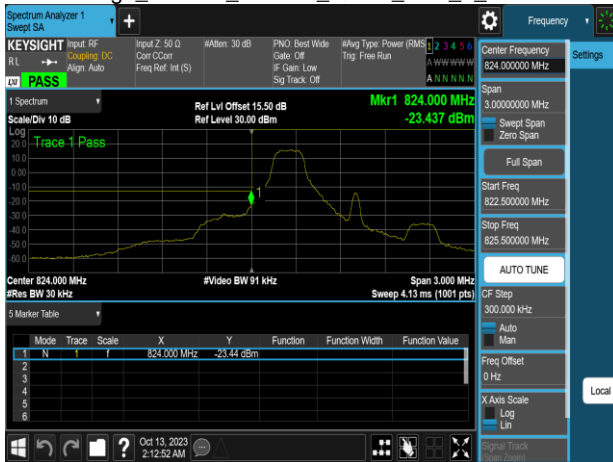 Spectrum Analyzer 1
Swept SA
Frequency
KEYSIGHT
Input: RF
Coupling: DC
Align: Auto
Input Z: 50 Ω
Corr CCorr
Freq Ref: Int (S)
#Atten: 30 dB
PNO: Best Wide
Gate: Off
IF Gain: Low
Sig Track: Off
#Avg Type: Power (RMS
Trig: Free Run
1 2 3 4 5 6
A W W W W W
A N N N N N
R L
LXI
PASS
Center Frequency
824.000000 MHz
Settings
1 Spectrum
Scale/Div 10 dB
Ref Lvl Offset 15.50 dB
Ref Level 30.00 dBm
Mkr1 824.000 MHz
-23.437 dBm
Span
3.00000000 MHz
Swept Span
Zero Span
Log
Trace 1 Pass
20.0
10.0
0.00
-10.0
-20.0
-30.0
-40.0
-50.0
-60.0
1
Full Span
Start Freq
822.500000 MHz
Stop Freq
825.500000 MHz
AUTO TUNE
Center 824.000 MHz
#Res BW 30 kHz
#Video BW 91 kHz
Span 3.000 MHz
Sweep 4.13 ms (1001 pts)
CF Step
300.000 kHz
Auto
Man
5 Marker Table
Mode Trace Scale X Y Function Function Width Function Value
1 N 1 f 824.000 MHz -23.44 dBm
2
3
4
5
6
Freq Offset
0 Hz
X Axis Scale
Log
Lin
Local
Signal Track
(Span Zoom)
?
Oct 13, 2023
2:12:52 AM